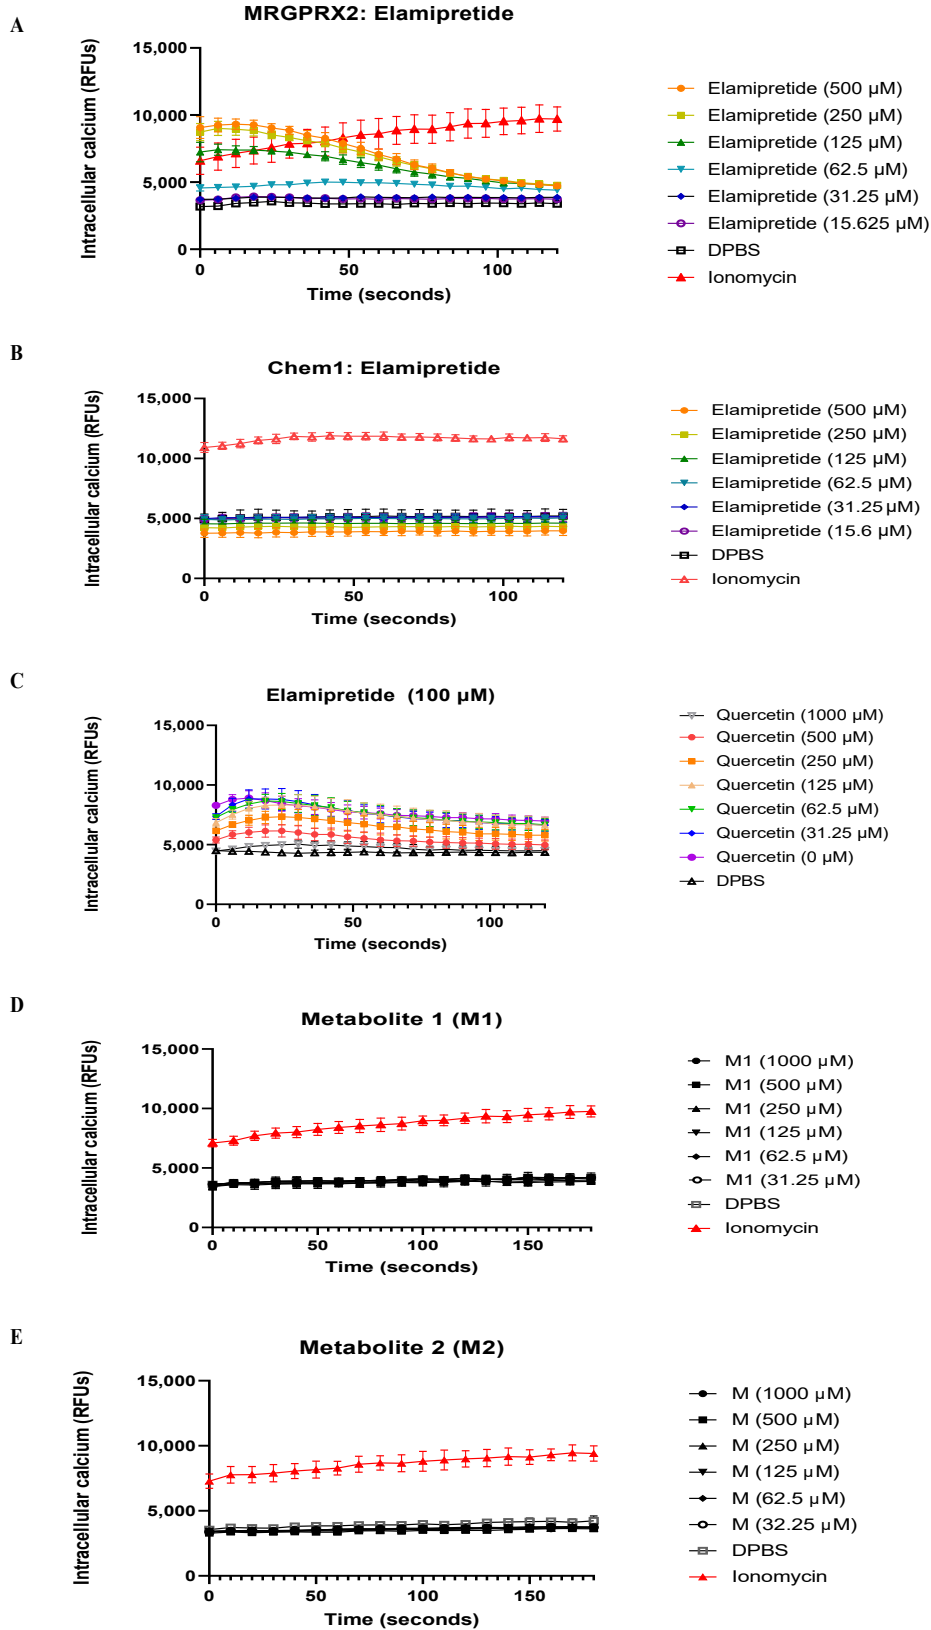 A
MRGPRX2: Elamipretide
Intracellular calcium (RFUs)
15,000
10,000
5,000
0
0
50
100
Time (seconds)
Elamipretide (500 µM)
Elamipretide (250 µM)
Elamipretide (125 µM)
Elamipretide (62.5 µM)
Elamipretide (31.25 µM)
Elamipretide (15.625 µM)
DPBS
Ionomycin
B
Chem1: Elamipretide
Intracellular calcium (RFUs)
15,000
10,000
5,000
0
0
50
100
Time (seconds)
Elamipretide (500 µM)
Elamipretide (250 µM)
Elamipretide (125 µM)
Elamipretide (62.5 µM)
Elamipretide (31.25 µM)
Elamipretide (15.6 µM)
DPBS
Ionomycin
C
Elamipretide (100 µM)
Intracellular calcium (RFUs)
15,000
10,000
5,000
0
0
50
100
Time (seconds)
Quercetin (1000 µM)
Quercetin (500 µM)
Quercetin (250 µM)
Quercetin (125 µM)
Quercetin (62.5 µM)
Quercetin (31.25 µM)
Quercetin (0 µM)
DPBS
D
Metabolite 1 (M1)
Intracellular calcium (RFUs)
15,000
10,000
5,000
0
0
50
100
150
Time (seconds)
M1 (1000 µM)
M1 (500 µM)
M1 (250 µM)
M1 (125 µM)
M1 (62.5 µM)
M1 (31.25 µM)
DPBS
Ionomycin
E
Metabolite 2 (M2)
Intracellular calcium (RFUs)
15,000
10,000
5,000
0
0
50
100
150
Time (seconds)
M (1000 µM)
M (500 µM)
M (250 µM)
M (125 µM)
M (62.5 µM)
M (32.25 µM)
DPBS
Ionomycin